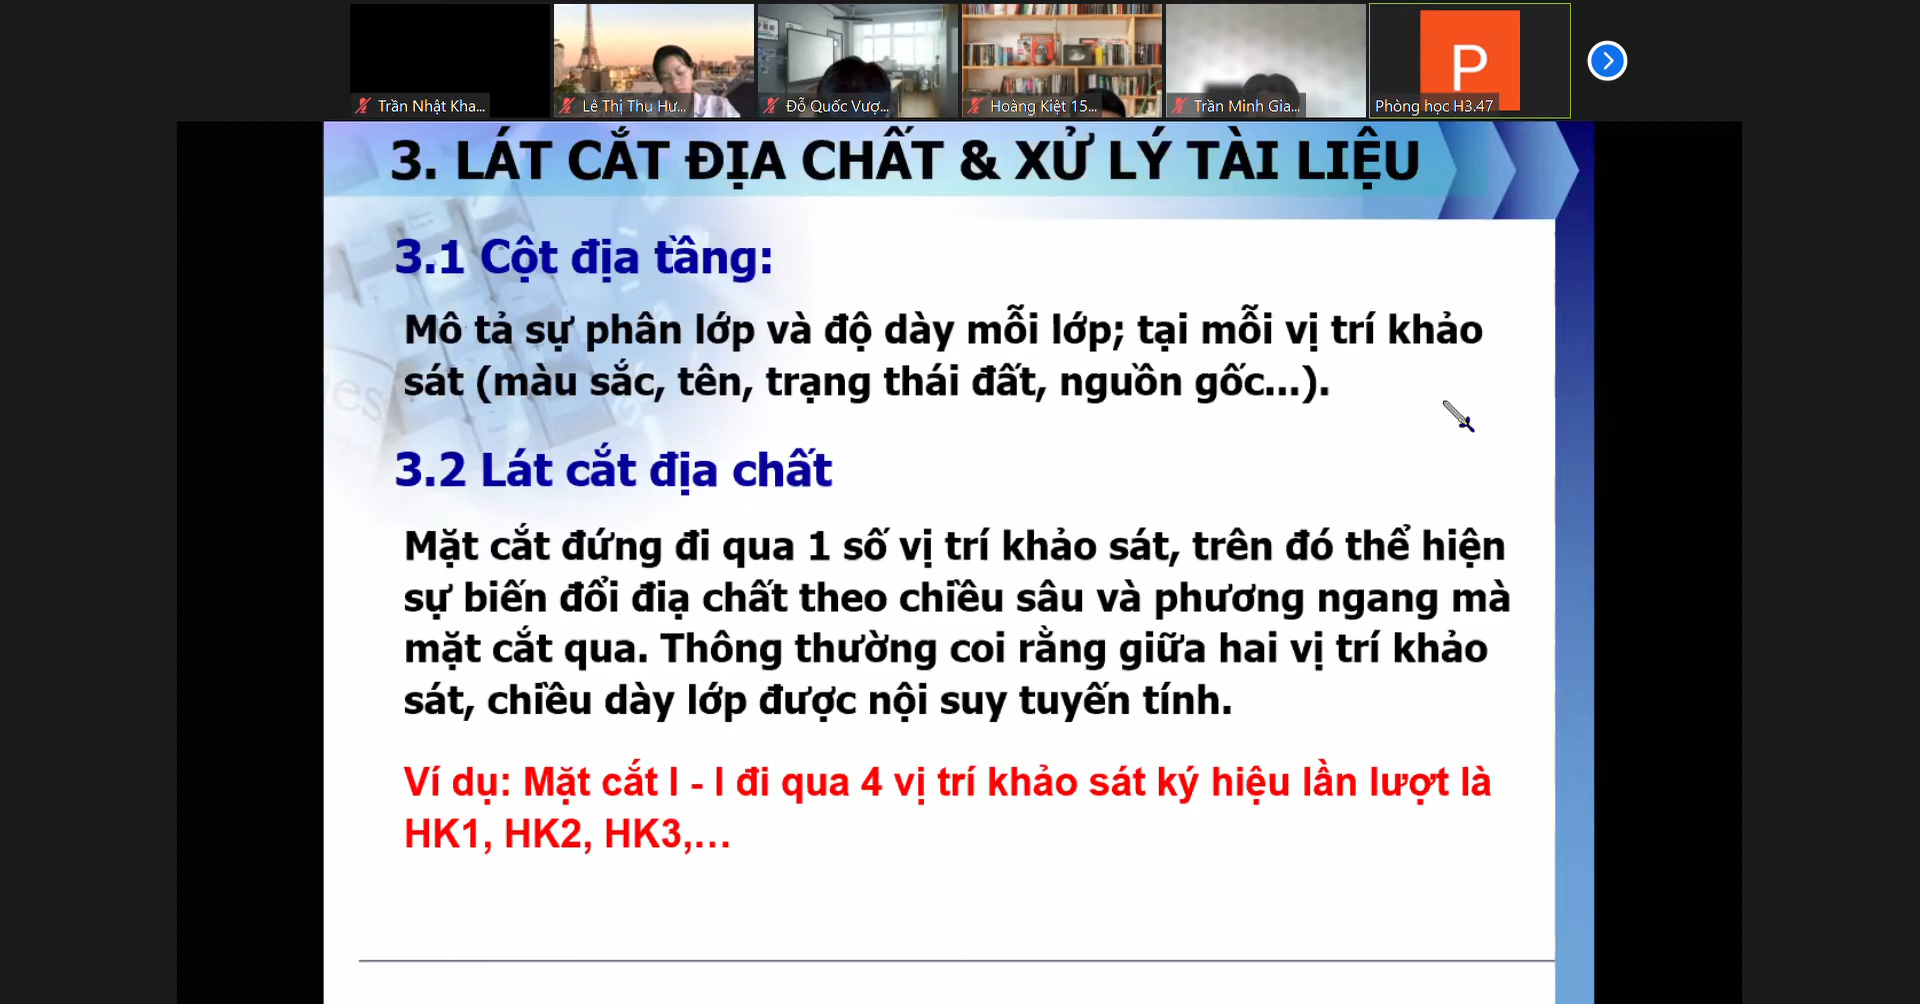 Trần Nhật Kha...
Lê Thị Thu Hư...
Đỗ Quốc Vượ...
Hoàng Kiệt 15...
Trần Minh Gia...
P
Phòng học H3.47
3. LÁT CẮT ĐỊA CHẤT & XỬ LÝ TÀI LIỆU
3.1 Cột địa tầng:
Mô tả sự phân lớp và độ dày mỗi lớp; tại mỗi vị trí khảo
sát (màu sắc, tên, trạng thái đất, nguồn gốc...).
3.2 Lát cắt địa chất
Mặt cắt đứng đi qua 1 số vị trí khảo sát, trên đó thể hiện
sự biến đổi điạ chất theo chiều sâu và phương ngang mà
mặt cắt qua. Thông thường coi rằng giữa hai vị trí khảo
sát, chiều dày lớp được nội suy tuyến tính.
Ví dụ: Mặt cắt I - I đi qua 4 vị trí khảo sát ký hiệu lần lượt là
HK1, HK2, HK3,...